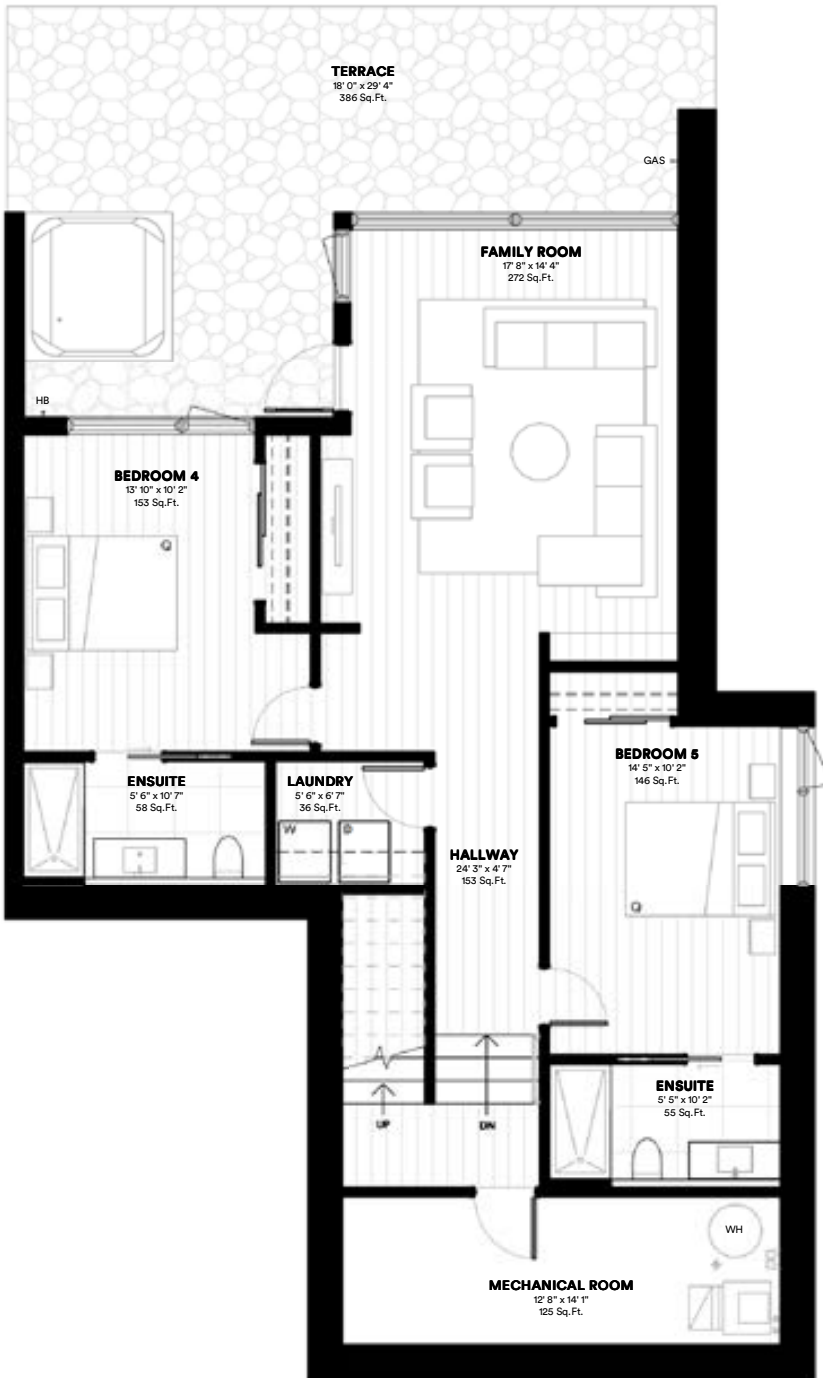 TERRACE
18' 0" x 29' 4"
386 Sq.Ft.
GAS
FAMILY ROOM
17' 8" x 14' 4"
272 Sq.Ft.
HB
BEDROOM 4
13' 10" x 10' 2"
153 Sq.Ft.
Q
ENSUITE
5' 6" x 10' 7"
58 Sq.Ft.
LAUNDRY
5' 6" x 6' 7"
36 Sq.Ft.
W
D
BEDROOM 5
14' 5" x 10' 2"
146 Sq.Ft.
HALLWAY
24' 3" x 4' 7"
153 Sq.Ft.
Q
UP
DN
ENSUITE
5' 5" x 10' 2"
55 Sq.Ft.
WH
MECHANICAL ROOM
12' 8" x 14' 1"
125 Sq.Ft.